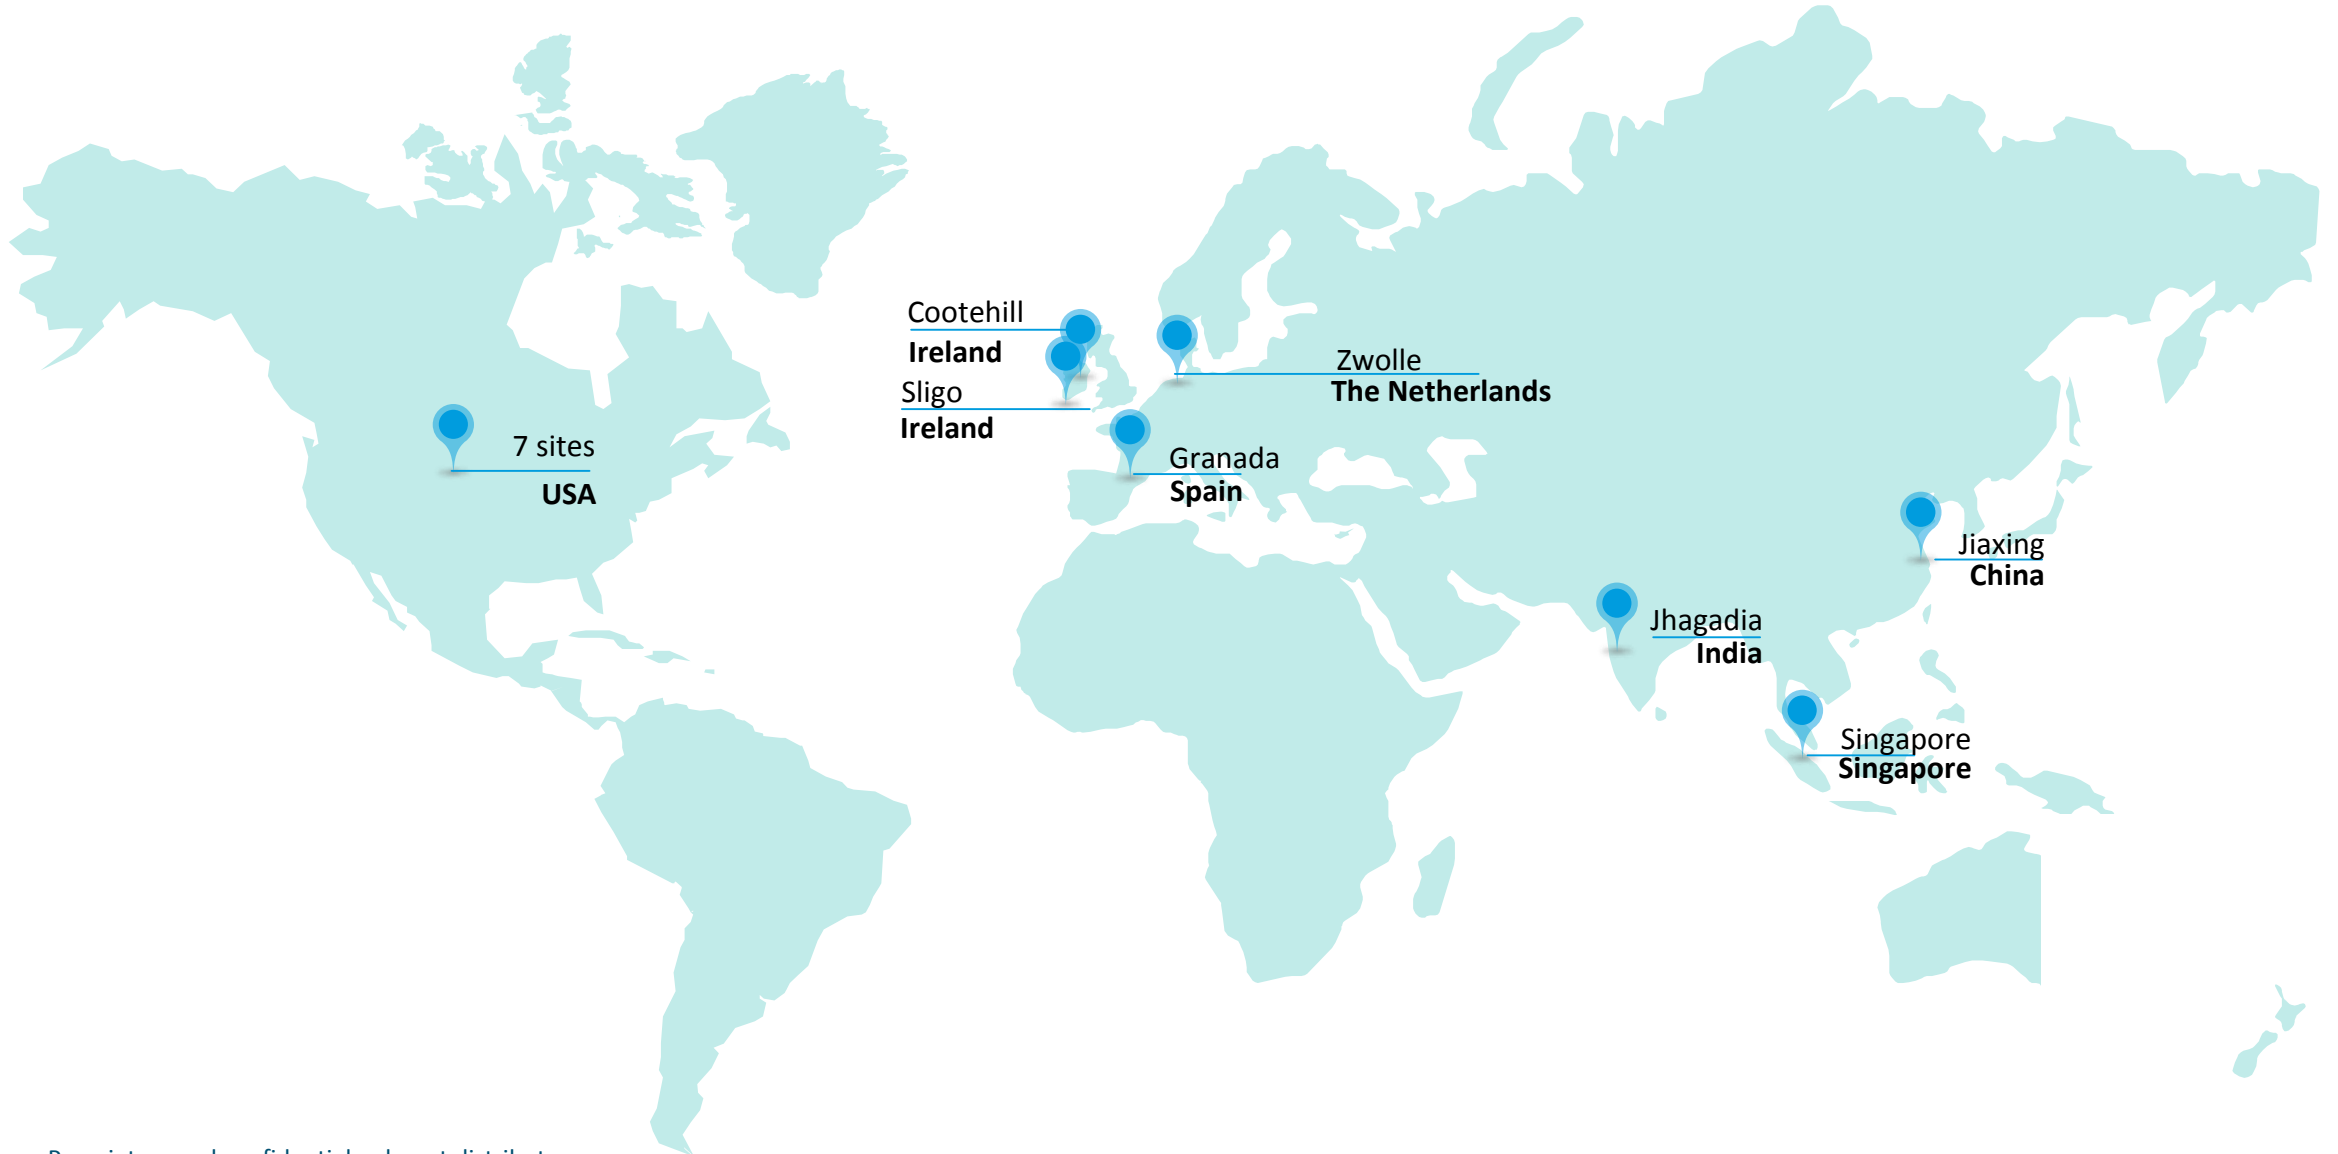 Cootehill
Ireland
Sligo
Ireland
Zwolle
The Netherlands
7 sites
USA
Granada
Spain
Jiaxing
China
Jhagadia
India
Singapore
Singapore